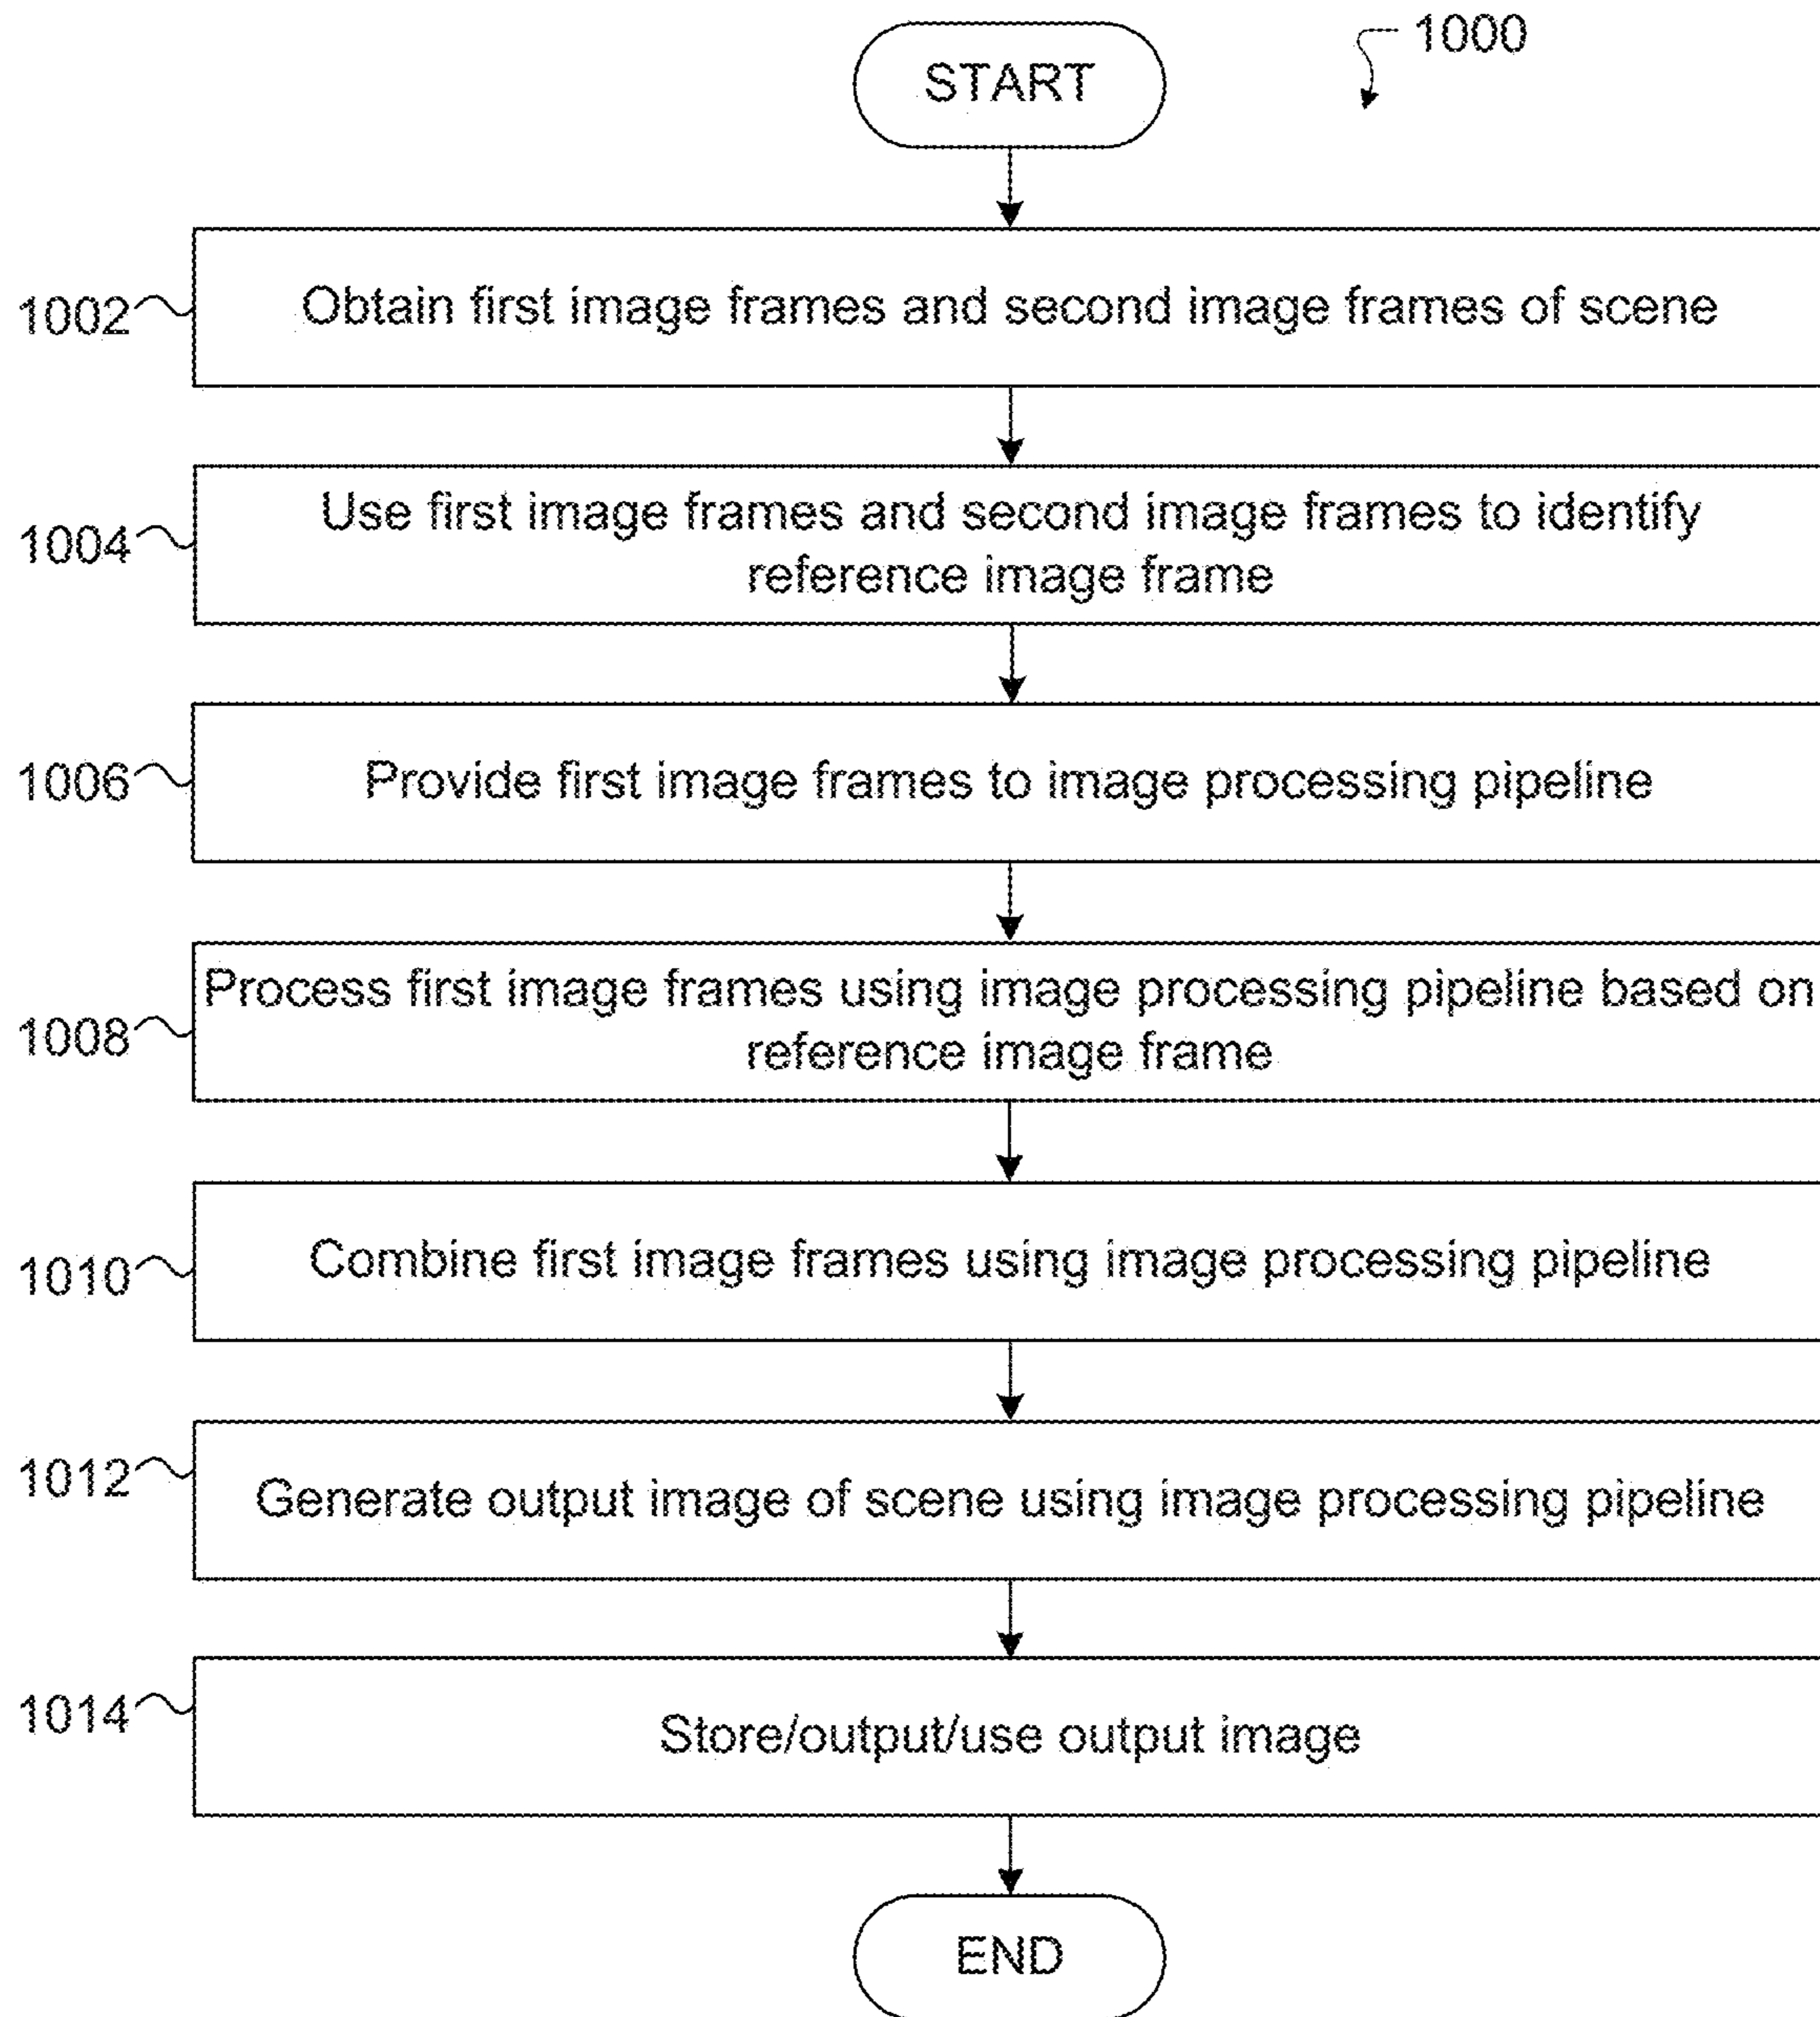 1000
START
1002
Obtain first image frames and second image frames of scene
1004
Use first image frames and second image frames to identify
reference image frame
1006
Provide first image frames to image processing pipeline
1008
Process first image frames using image processing pipeline based on
reference image frame
1010
Combine first image frames using image processing pipeline
1012
Generate output image of scene using image processing pipeline
1014
Store/output/use output image
END